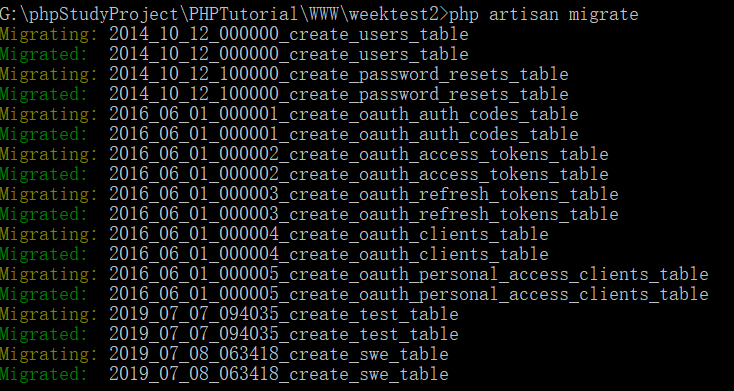 G:\phpStudyProject\PHPTutorial\WWW\weektest2>php artisan migrate
Migrating: 2014_10_12_000000_create_users_table
Migrated:  2014_10_12_000000_create_users_table
Migrating: 2014_10_12_100000_create_password_resets_table
Migrated:  2014_10_12_100000_create_password_resets_table
Migrating: 2016_06_01_000001_create_oauth_auth_codes_table
Migrated:  2016_06_01_000001_create_oauth_auth_codes_table
Migrating: 2016_06_01_000002_create_oauth_access_tokens_table
Migrated:  2016_06_01_000002_create_oauth_access_tokens_table
Migrating: 2016_06_01_000003_create_oauth_refresh_tokens_table
Migrated:  2016_06_01_000003_create_oauth_refresh_tokens_table
Migrating: 2016_06_01_000004_create_oauth_clients_table
Migrated:  2016_06_01_000004_create_oauth_clients_table
Migrating: 2016_06_01_000005_create_oauth_personal_access_clients_table
Migrated:  2016_06_01_000005_create_oauth_personal_access_clients_table
Migrating: 2019_07_07_094035_create_test_table
Migrated:  2019_07_07_094035_create_test_table
Migrating: 2019_07_08_063418_create_swe_table
Migrated:  2019_07_08_063418_create_swe_table